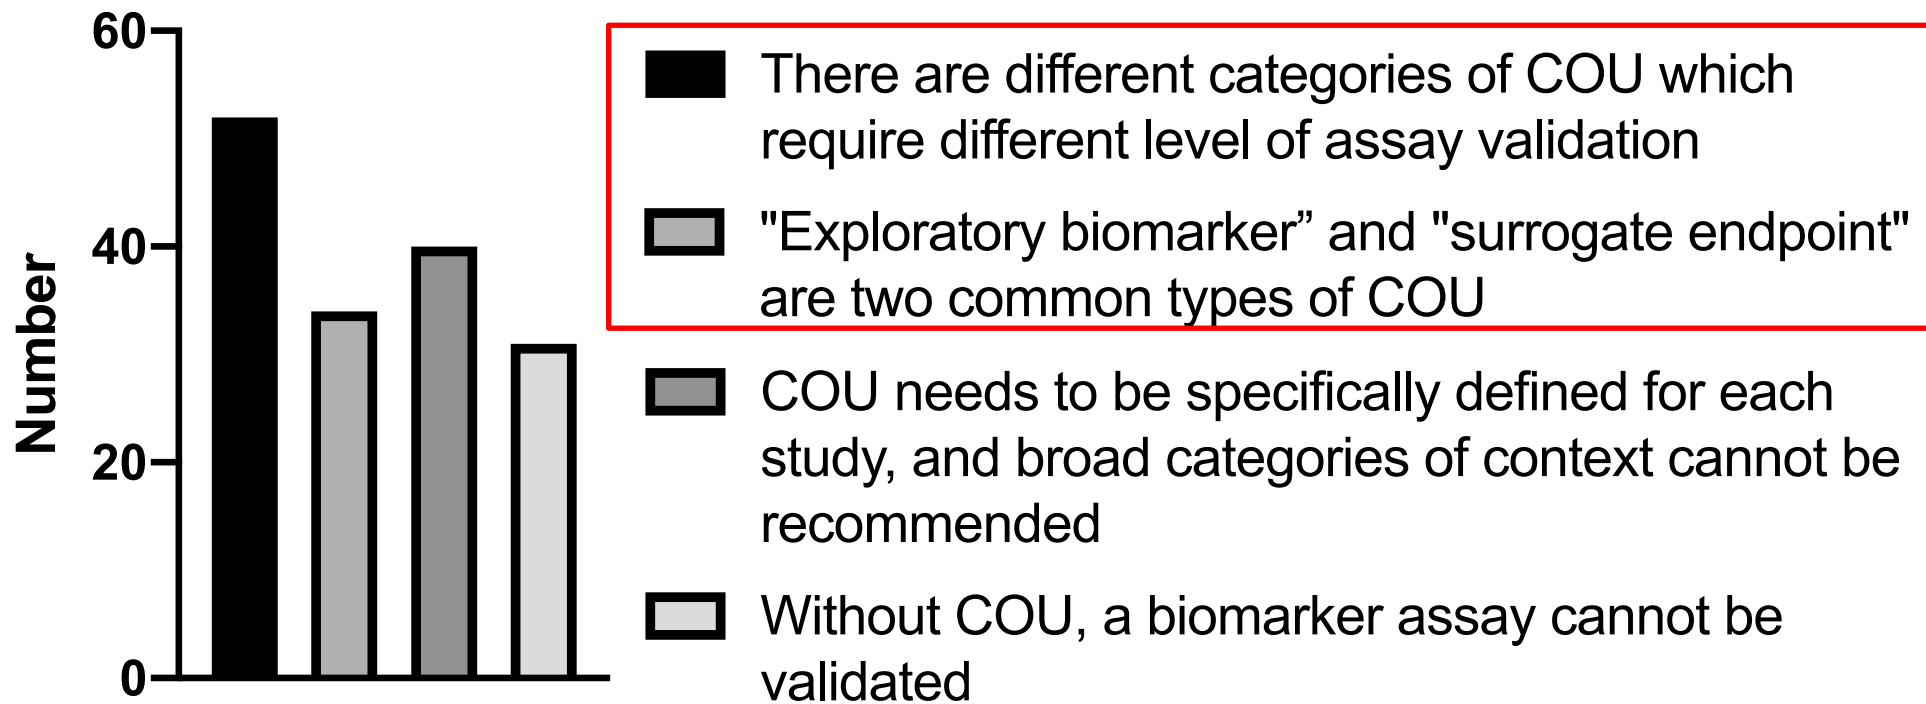 60
40
20
0
Number
There are different categories of COU which
require different level of assay validation
"Exploratory biomarker” and "surrogate endpoint"
are two common types of COU
COU needs to be specifically defined for each
study, and broad categories of context cannot be
recommended
Without COU, a biomarker assay cannot be
validated